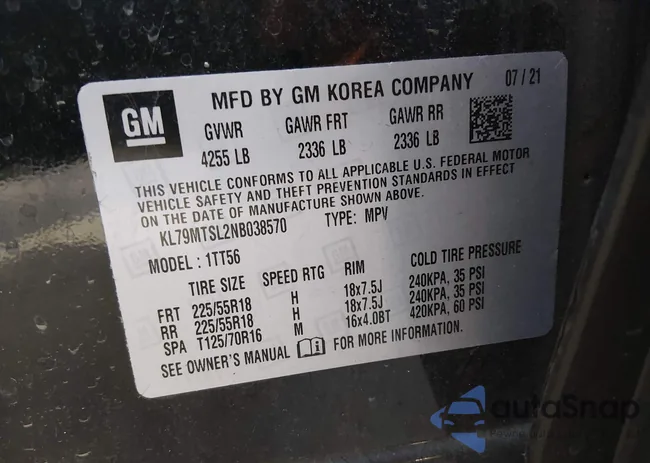 GM
MFD BY GM KOREA COMPANY 07 / 21
GVWR GAWR FRT GAWR RR
4255 LB 2336 LB 2336 LB
THIS VEHICLE CONFORMS TO ALL APPLICABLE U.S. FEDERAL MOTOR
VEHICLE SAFETY AND THEFT PREVENTION STANDARDS IN EFFECT
ON THE DATE OF MANUFACTURE SHOWN ABOVE.
KL79MTSL2NB038570 TYPE: MPV
MODEL : 1TT56
TIRE SIZE SPEED RTG RIM COLD TIRE PRESSURE
FRT 225/55R18 H 18x7.5J 240KPA, 35 PSI
RR 225/55R18 H 18x7.5J 240KPA, 35 PSI
SPA T125/70R16 M 16x4.0BT 420KPA, 60 PSI
SEE OWNER'S MANUAL FOR MORE INFORMATION.
autoSnap